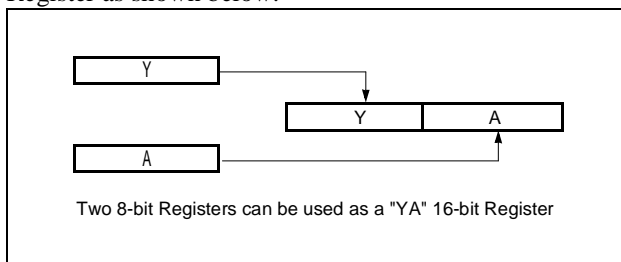 Register as shown below.
Y
Y A
A
Two 8-bit Registers can be used as a "YA" 16-bit Register